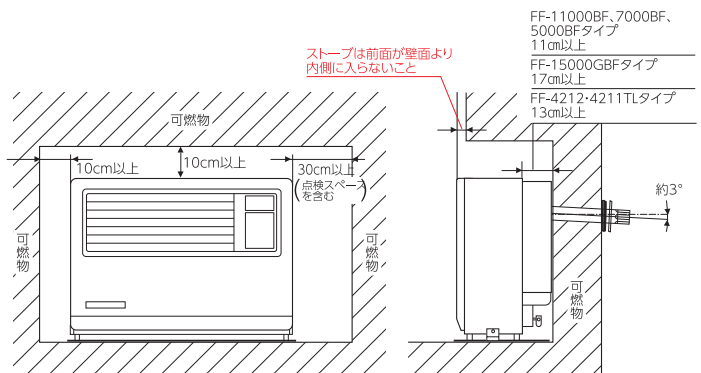 FF-11000BF、7000BF、
5000BFタイプ
11㎝以上
FF-15000GBFタイプ
17㎝以上
FF-4212・4211TLタイプ
13㎝以上
ストーブは前面が壁面より
内側に入らないこと
可燃物
10cm以上
10cm以上
30cm以上
(点検スペース
を含む)
約3°
可燃物
可燃物
可燃物